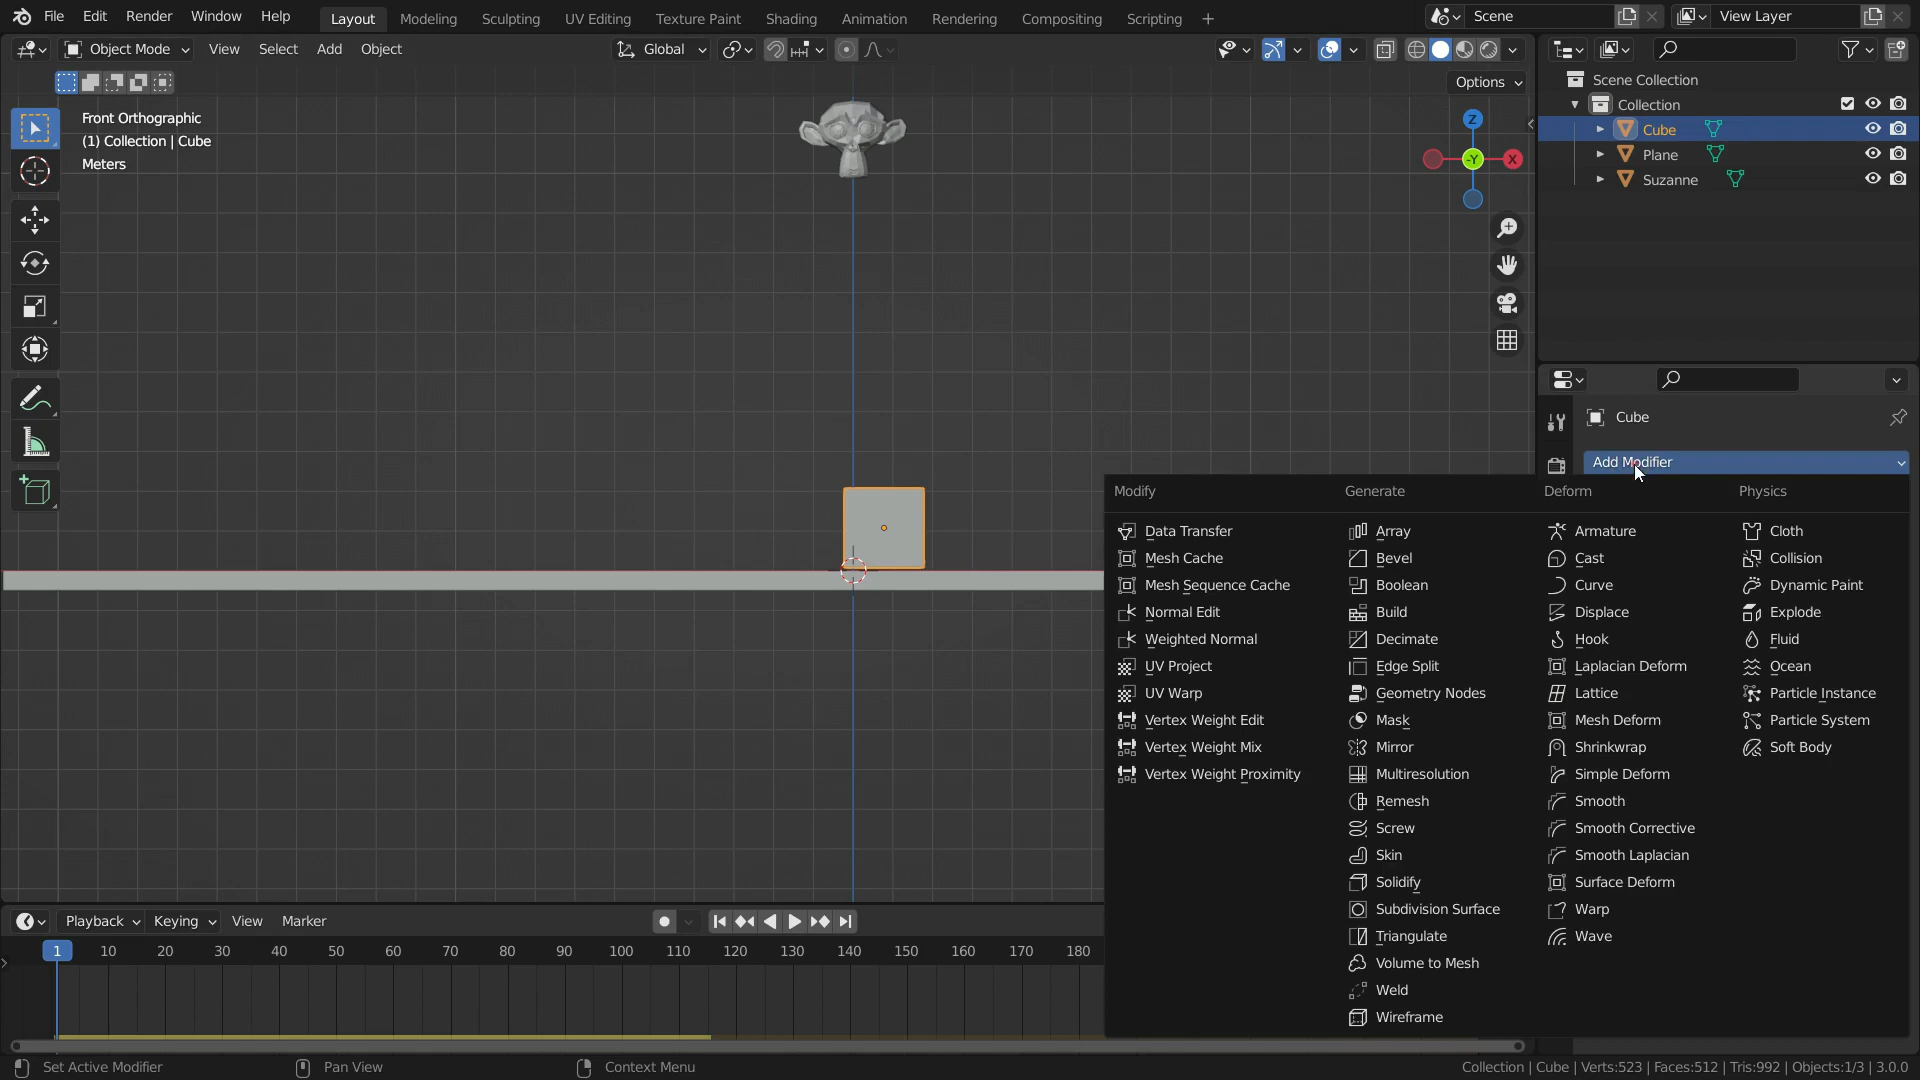 File Edit Render Window Help Layout Modeling Sculpting UV Editing Texture Paint Shading Animation Rendering Compositing Scripting + Scene View Layer
Object Mode View Select Add Object Global
Options
Front Orthographic
(1) Collection | Cube
Meters
Z
-Y X
Scene Collection
Collection
Cube
Plane
Suzanne
Cube
Add Modifier
Modify Generate Deform Physics
Data Transfer Array Armature Cloth
Mesh Cache Bevel Cast Collision
Mesh Sequence Cache Boolean Curve Dynamic Paint
Normal Edit Build Displace Explode
Weighted Normal Decimate Hook Fluid
UV Project Edge Split Laplacian Deform Ocean
UV Warp Geometry Nodes Lattice Particle Instance
Vertex Weight Edit Mask Mesh Deform Particle System
Vertex Weight Mix Mirror Shrinkwrap Soft Body
Vertex Weight Proximity Multiresolution Simple Deform
Remesh Smooth
Screw Smooth Corrective
Skin Smooth Laplacian
Solidify Surface Deform
Subdivision Surface Warp
Triangulate Wave
Volume to Mesh
Weld
Wireframe
Playback Keying View Marker
1 10 20 30 40 50 60 70 80 90 100 110 120 130 140 150 160 170 180
Set Active Modifier Pan View Context Menu Collection | Cube | Verts:523 | Faces:512 | Tris:992 | Objects:1/3 | 3.0.0